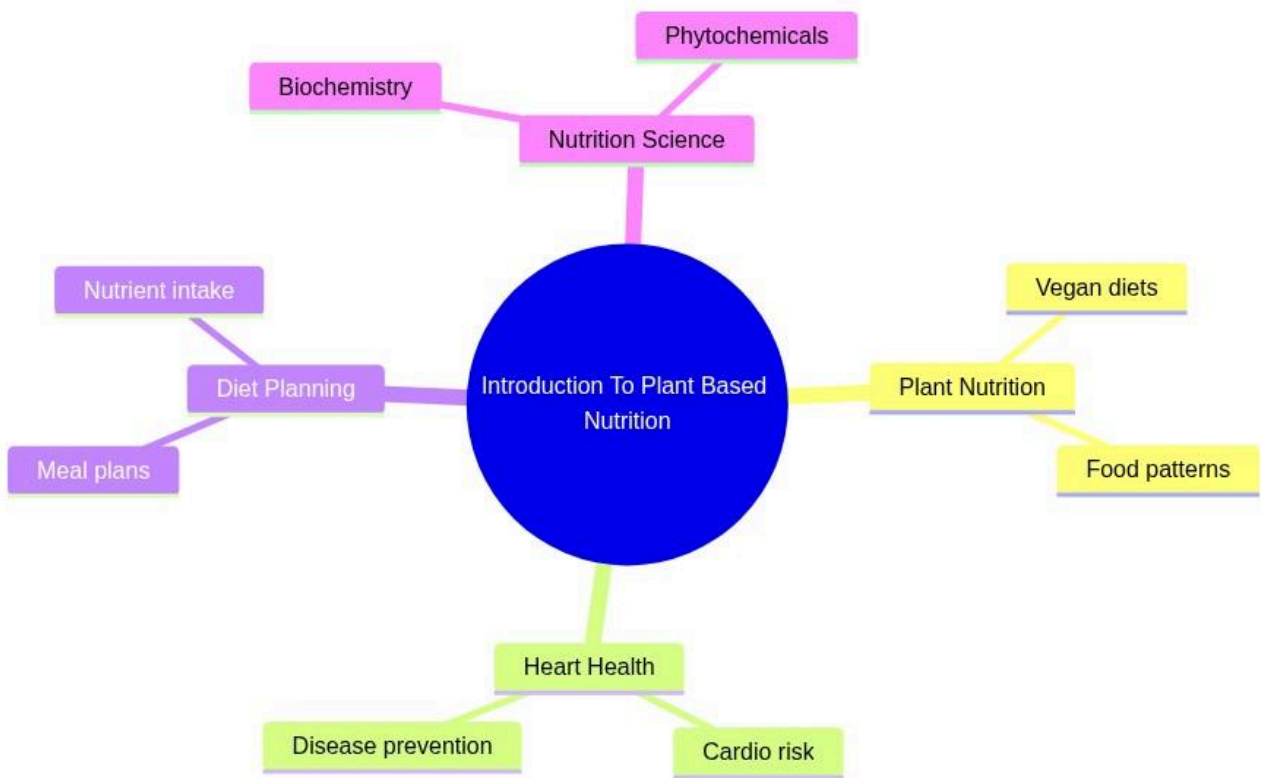 Phytochemicals
Biochemistry
Nutrition Science
Nutrient intake
Vegan diets
Diet Planning
Introduction To Plant Based
Nutrition
Plant Nutrition
Meal plans
Food patterns
Heart Health
Disease prevention
Cardio risk